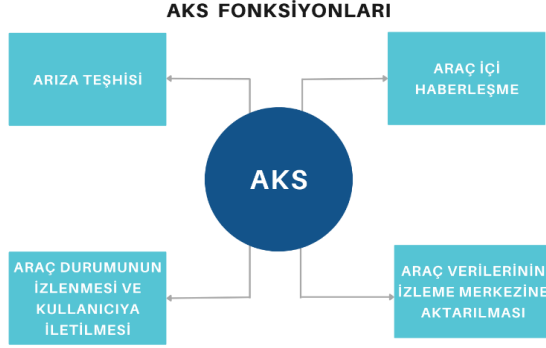 AKS FONKSİYONLARI
ARIZA TEŞHİSİ
ARAÇ İÇİ
HABERLEŞME
AKS
ARAÇ DURUMUNUN
İZLENMESİ VE
KULLANICIYA
İLETİLMESİ
ARAÇ VERİLERİNİN
İZLEME MERKEZİNE
AKTARILMASI